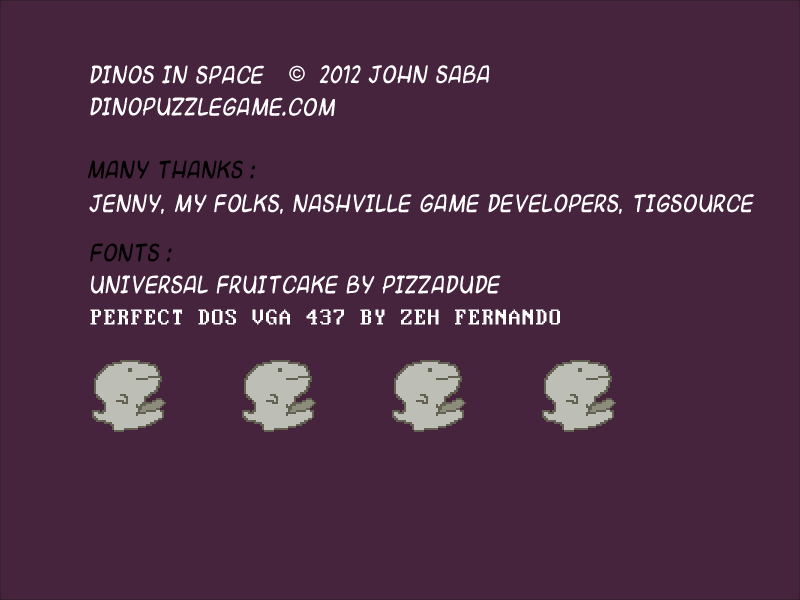 DINOS IN SPACE © 2012 JOHN SABA
DINOPUZZLEGAME.COM
MANY THANKS:
JENNY, MY FOLKS, NASHVILLE GAME DEVELOPERS, TIGSOURCE
FONTS:
UNIVERSAL FRUITCAKE BY PIZZADUDE
PERFECT DOS VGA 437 BY ZEH FERNANDO